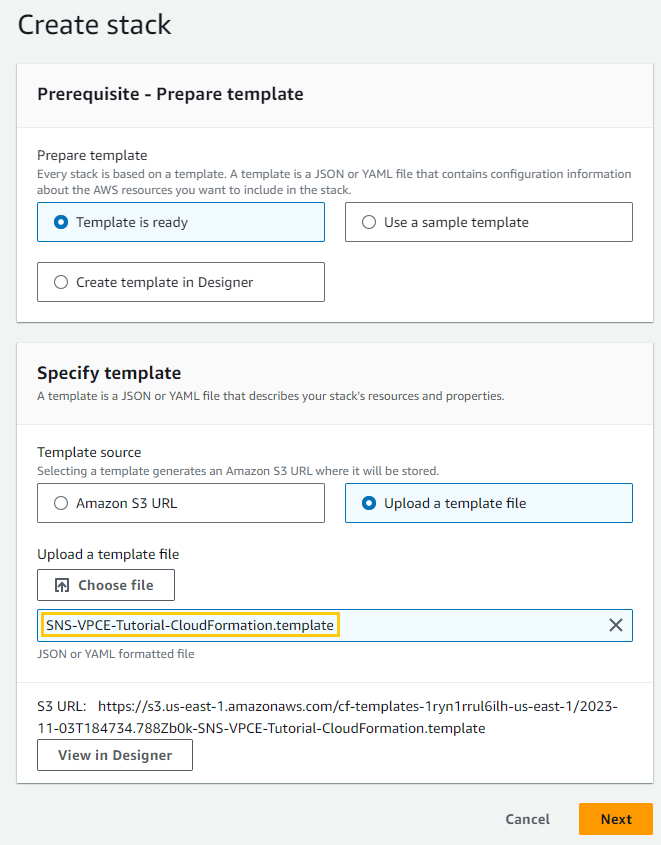 Create stack
Prerequisite - Prepare template
Prepare template
Every stack is based on a template. A template is a JSON or YAML file that contains configuration information
about the AWS resources you want to include in the stack.
Template is ready
Use a sample template
Create template in Designer
Specify template
A template is a JSON or YAML file that describes your stack's resources and properties.
Template source
Selecting a template generates an Amazon S3 URL where it will be stored.
Amazon S3 URL
Upload a template file
Upload a template file
Choose file
SNS-VPCE-Tutorial-CloudFormation.template
JSON or YAML formatted file
S3 URL: https://s3.us-east-1.amazonaws.com/cf-templates-1ryn1rrul6ilh-us-east-1/2023-
11-03T184734.788Zb0k-SNS-VPCE-Tutorial-CloudFormation.template
View in Designer
Cancel
Next